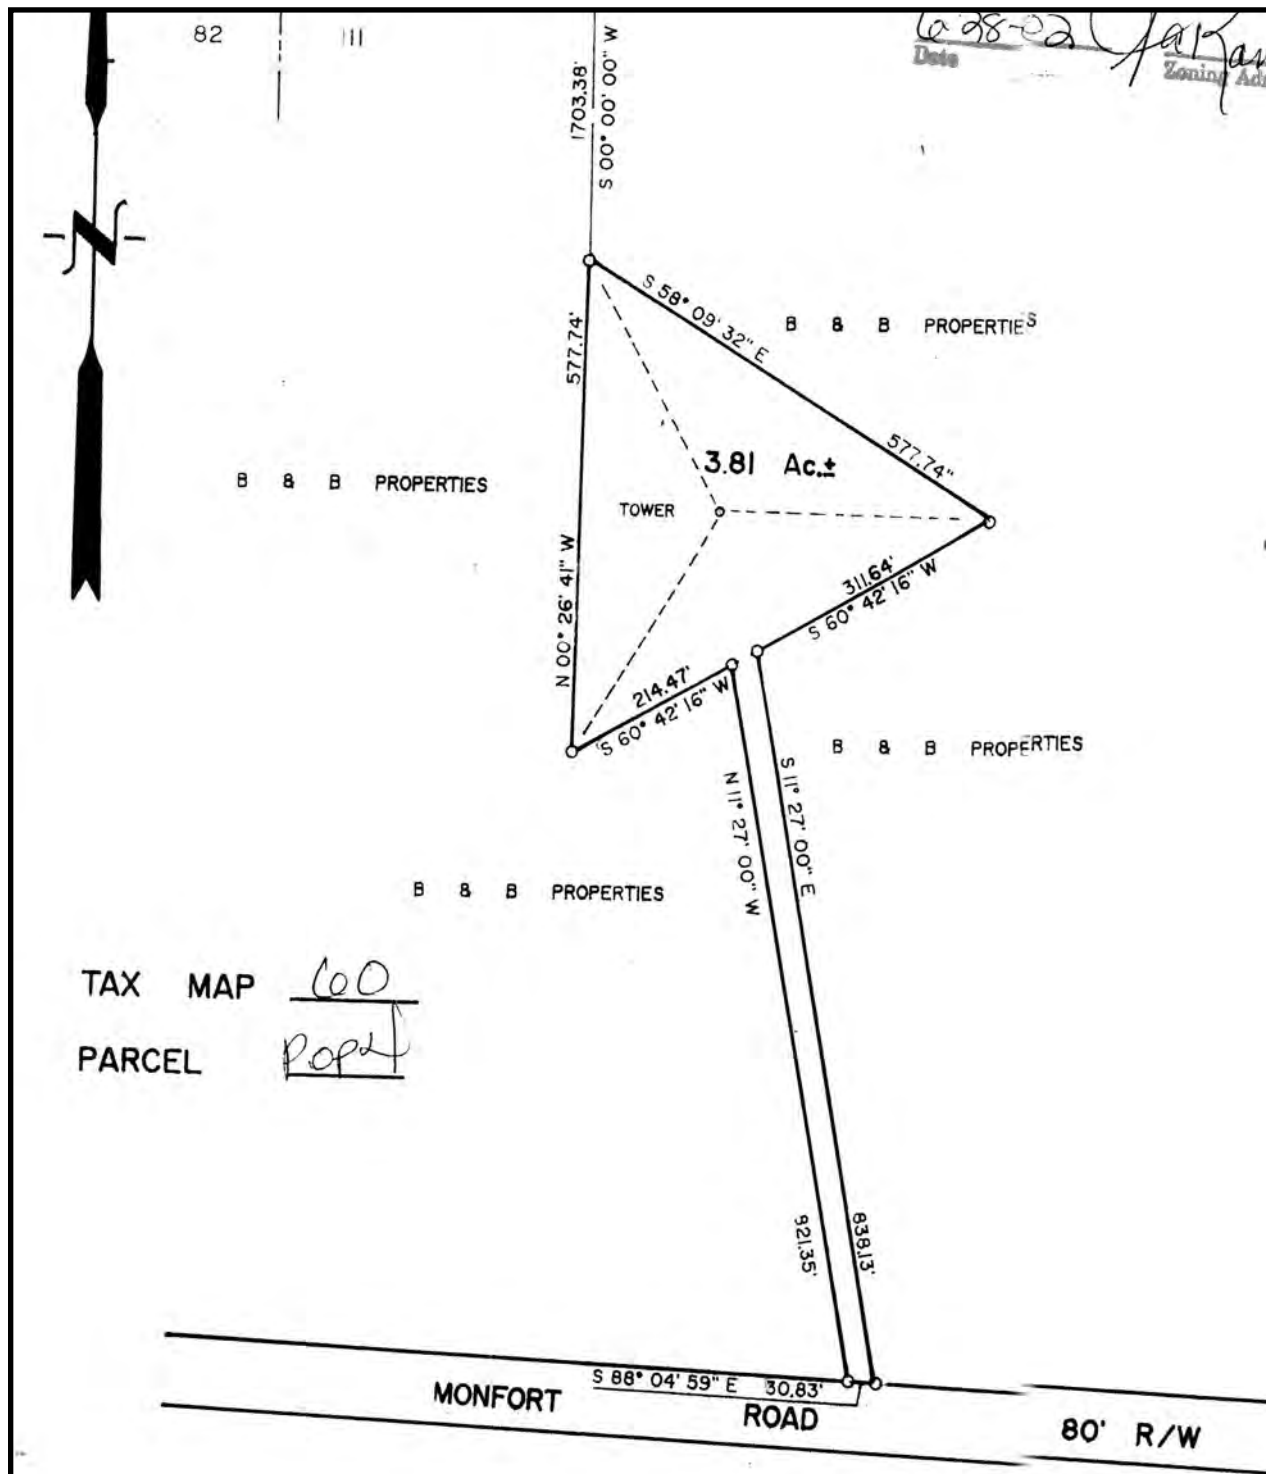 82 111
6-28-02
Date
Zoning Ad
1703.38'
S 00° 00' 00" W
S 58° 09' 32" E
577.74"
B & B PROPERTIES
577.74'
N 00° 26' 41" W
3.81 Ac.±
TOWER
B & B PROPERTIES
311.64'
S 60° 42' 16" W
214.47'
S 60° 42' 16" W
B & B PROPERTIES
N 11° 27' 00" W
S 11° 27' 00" E
B & B PROPERTIES
TAX MAP 60
PARCEL
821.35'
838.13'
S 88° 04' 59" E 30.83'
MONFORT ROAD
80' R/W
N